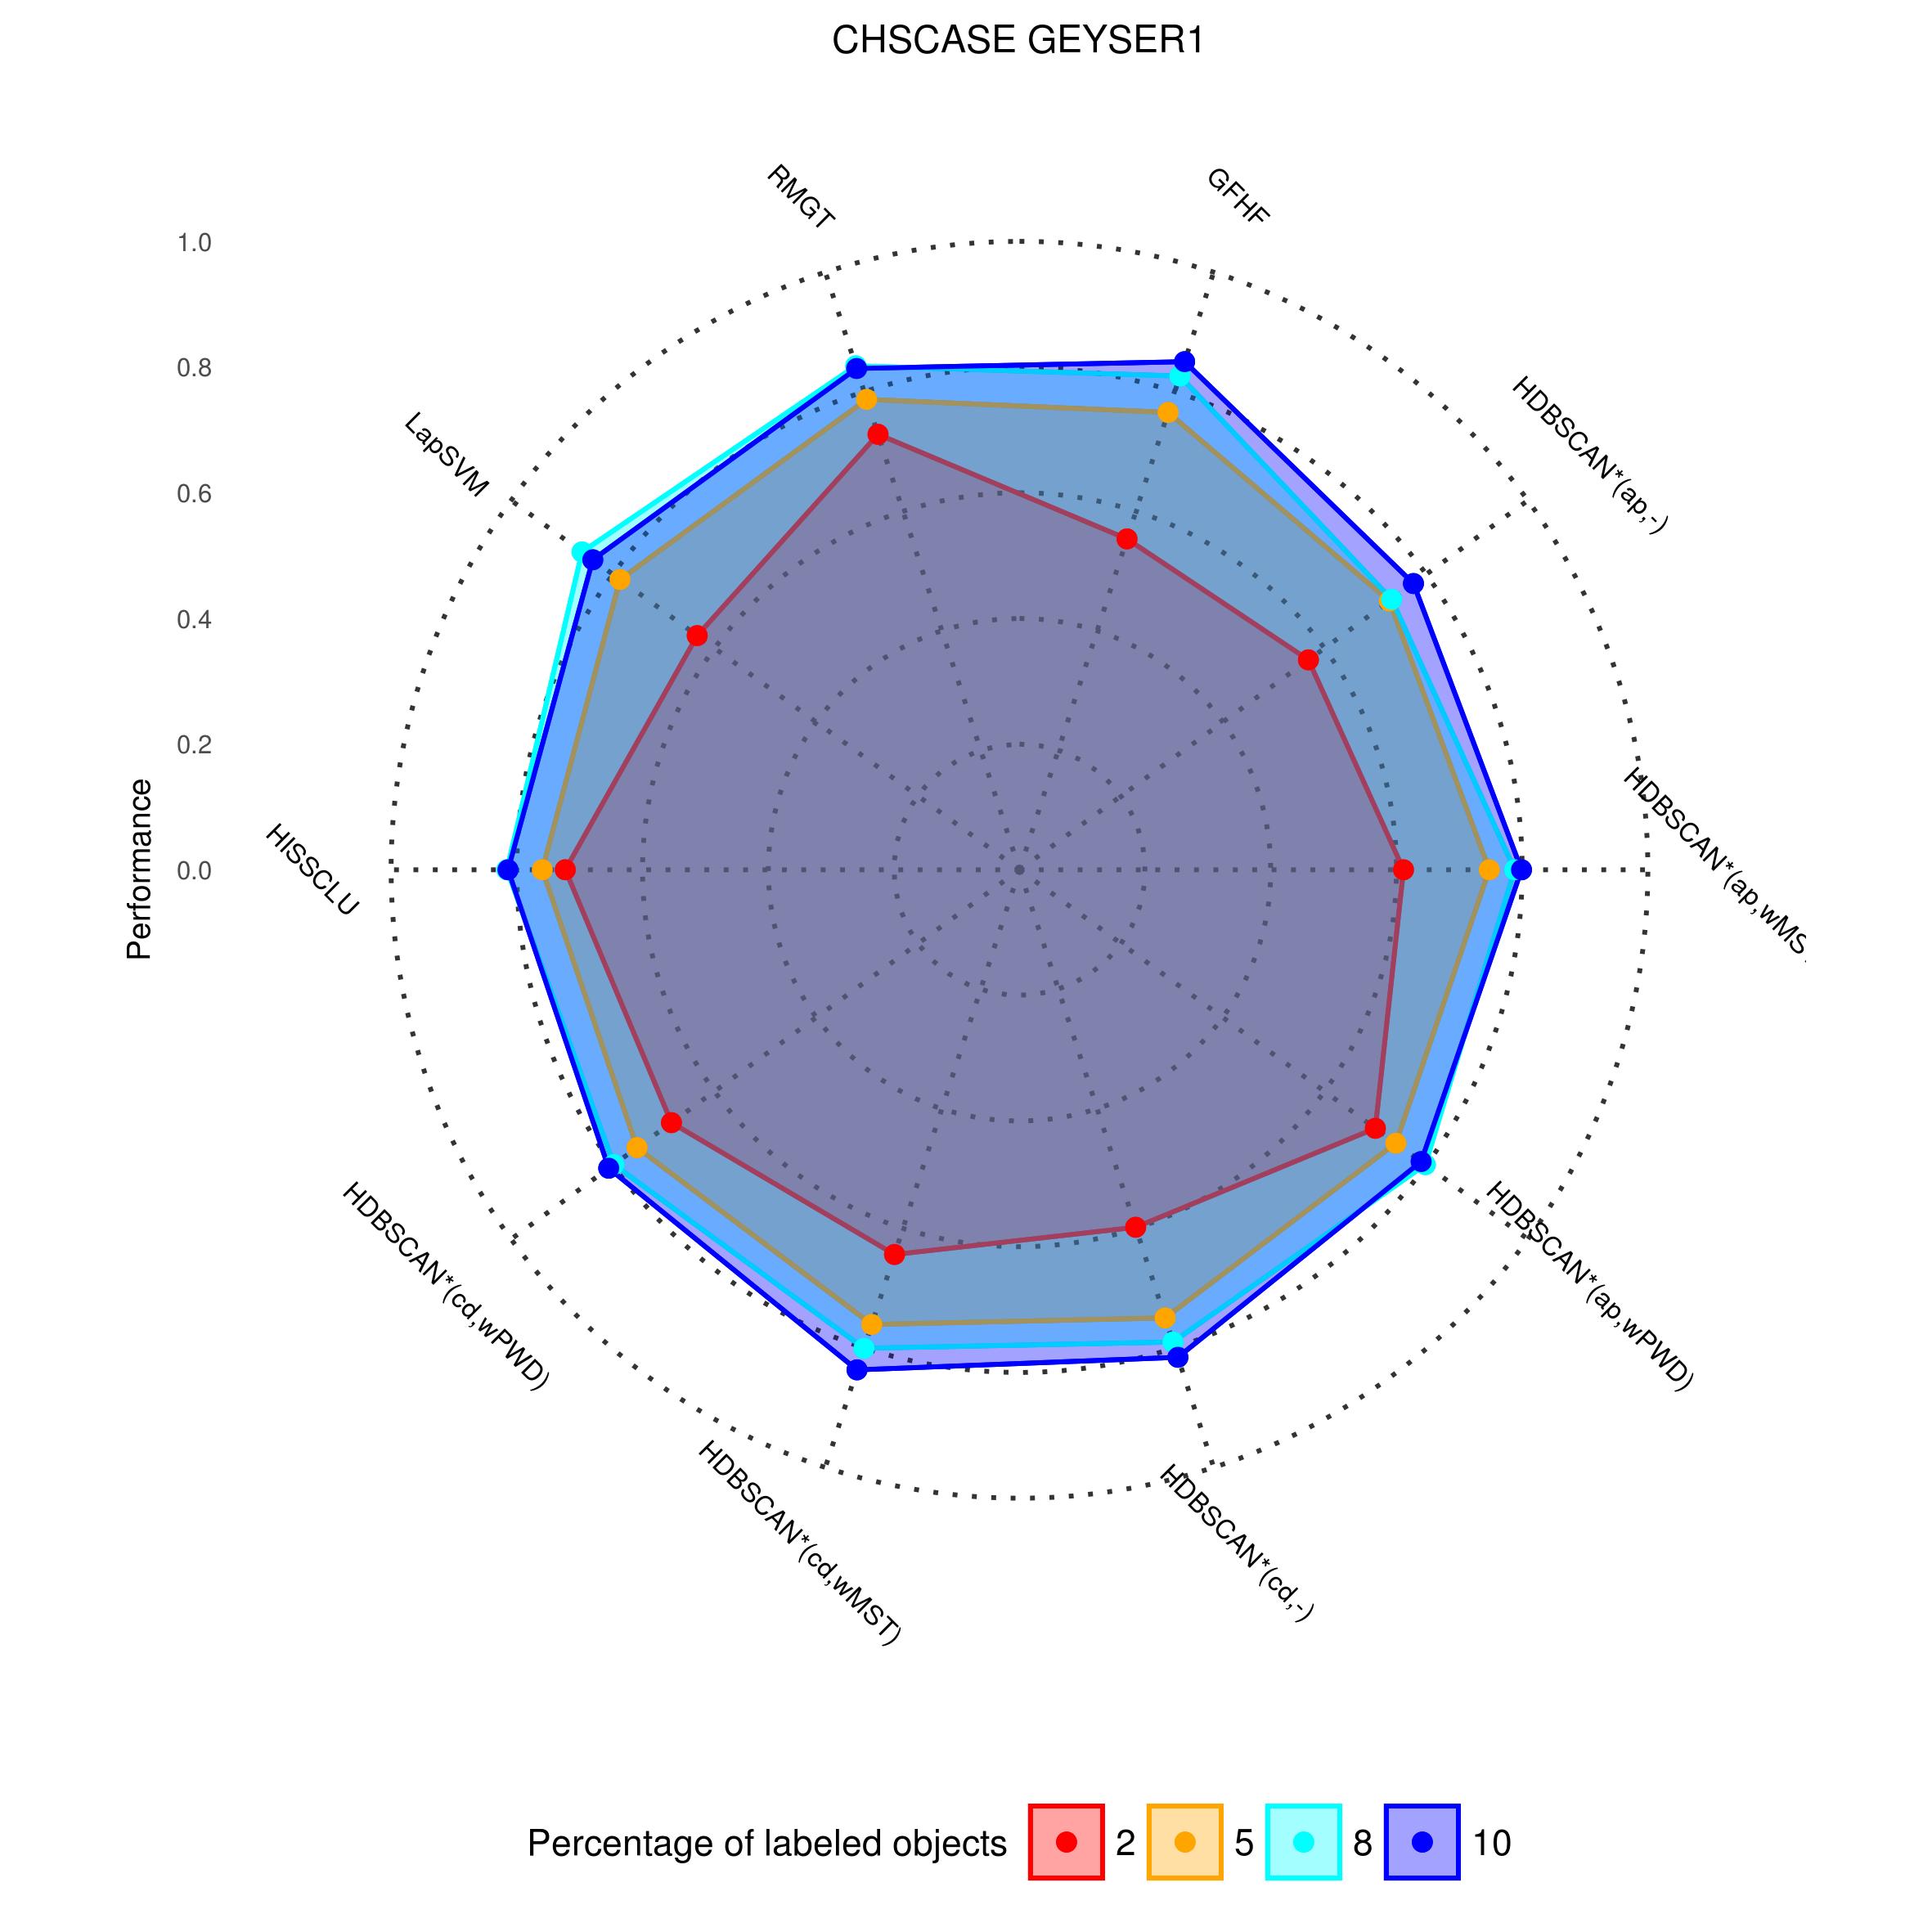 CHSCASE GEYSER1
RMGT
GFHF
1.0
HDBSCAN*(ap,-)
0.8
LapSVM
0.6
0.4
0.2
HDBSCAN*(ap,wMS
Performance
HISSCLU
0.0
HDBSCAN*(cd,wPWD)
HDBSCAN*(ap,wPWD)
HDBSCAN*(cd,wMST)
HDBSCAN*(cd,-)
Percentage of labeled objects 2 5 8 10